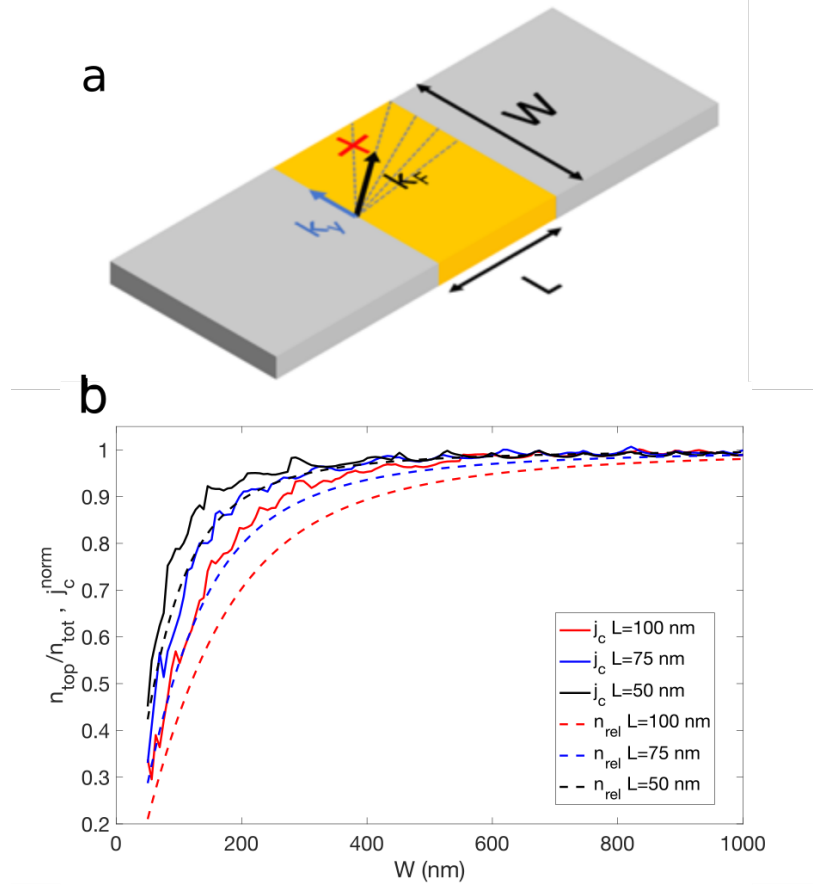 a
W
X
k_F
k_y
L
b
n_top/n_tot , j_c^norm
1
0.9
0.8
0.7
0.6
0.5
0.4
0.3
0.2
j_c L=100 nm
j_c L=75 nm
j_c L=50 nm
n_rel L=100 nm
n_rel L=75 nm
n_rel L=50 nm
0 200 400 600 800 1000
W (nm)